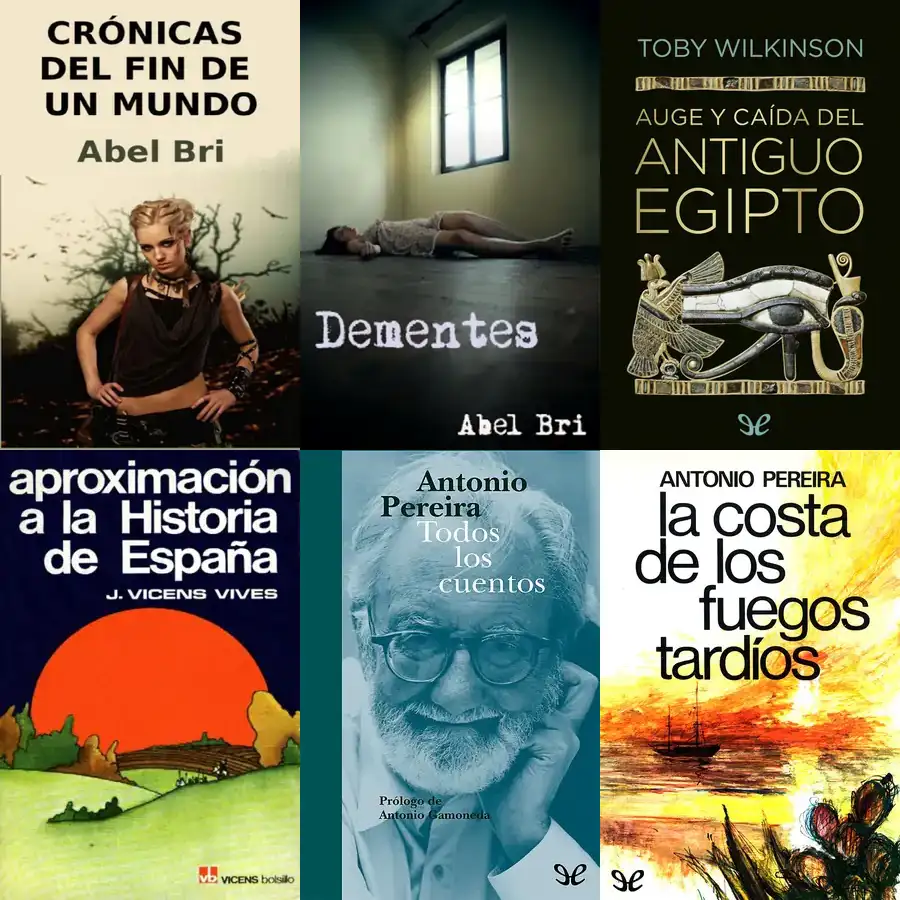 CRÓNICAS
DEL FIN DE
UN MUNDO
Abel Bri
Dementes
Abel Bri
TOBY WILKINSON
AUGE Y CAÍDA DEL
ANTIGUO
EGIPTO
aproximación
a la Historia
de España
J. VICENS VIVES
vb VICENS bolsillo
Antonio
Pereira
Todos
los
cuentos
Prólogo de
Antonio Gamoneda
ANTONIO PEREIRA
la costa
de los
fuegos
tardíos